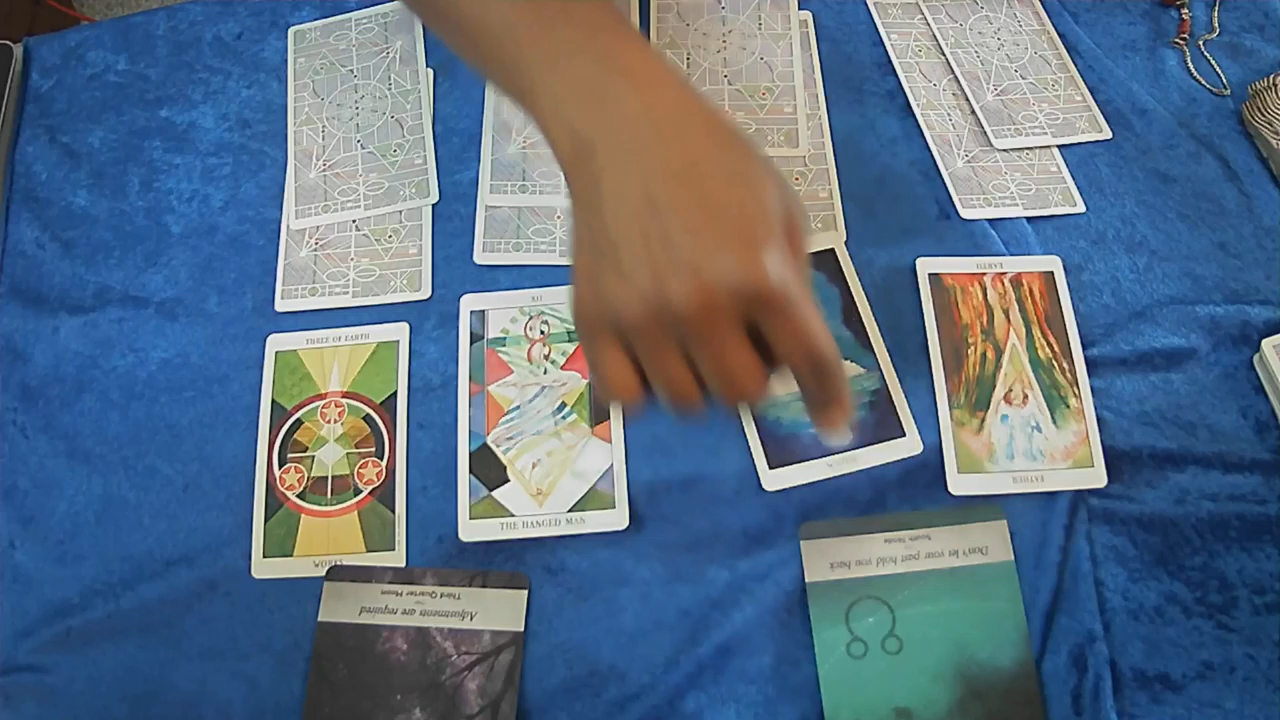 THREE OF EARTH
WORKS
XII
THE HANGED MAN
EARTH
FATHER
Adjustments are required
Third Quarter Moon
Don't let your past hold you back
South Node